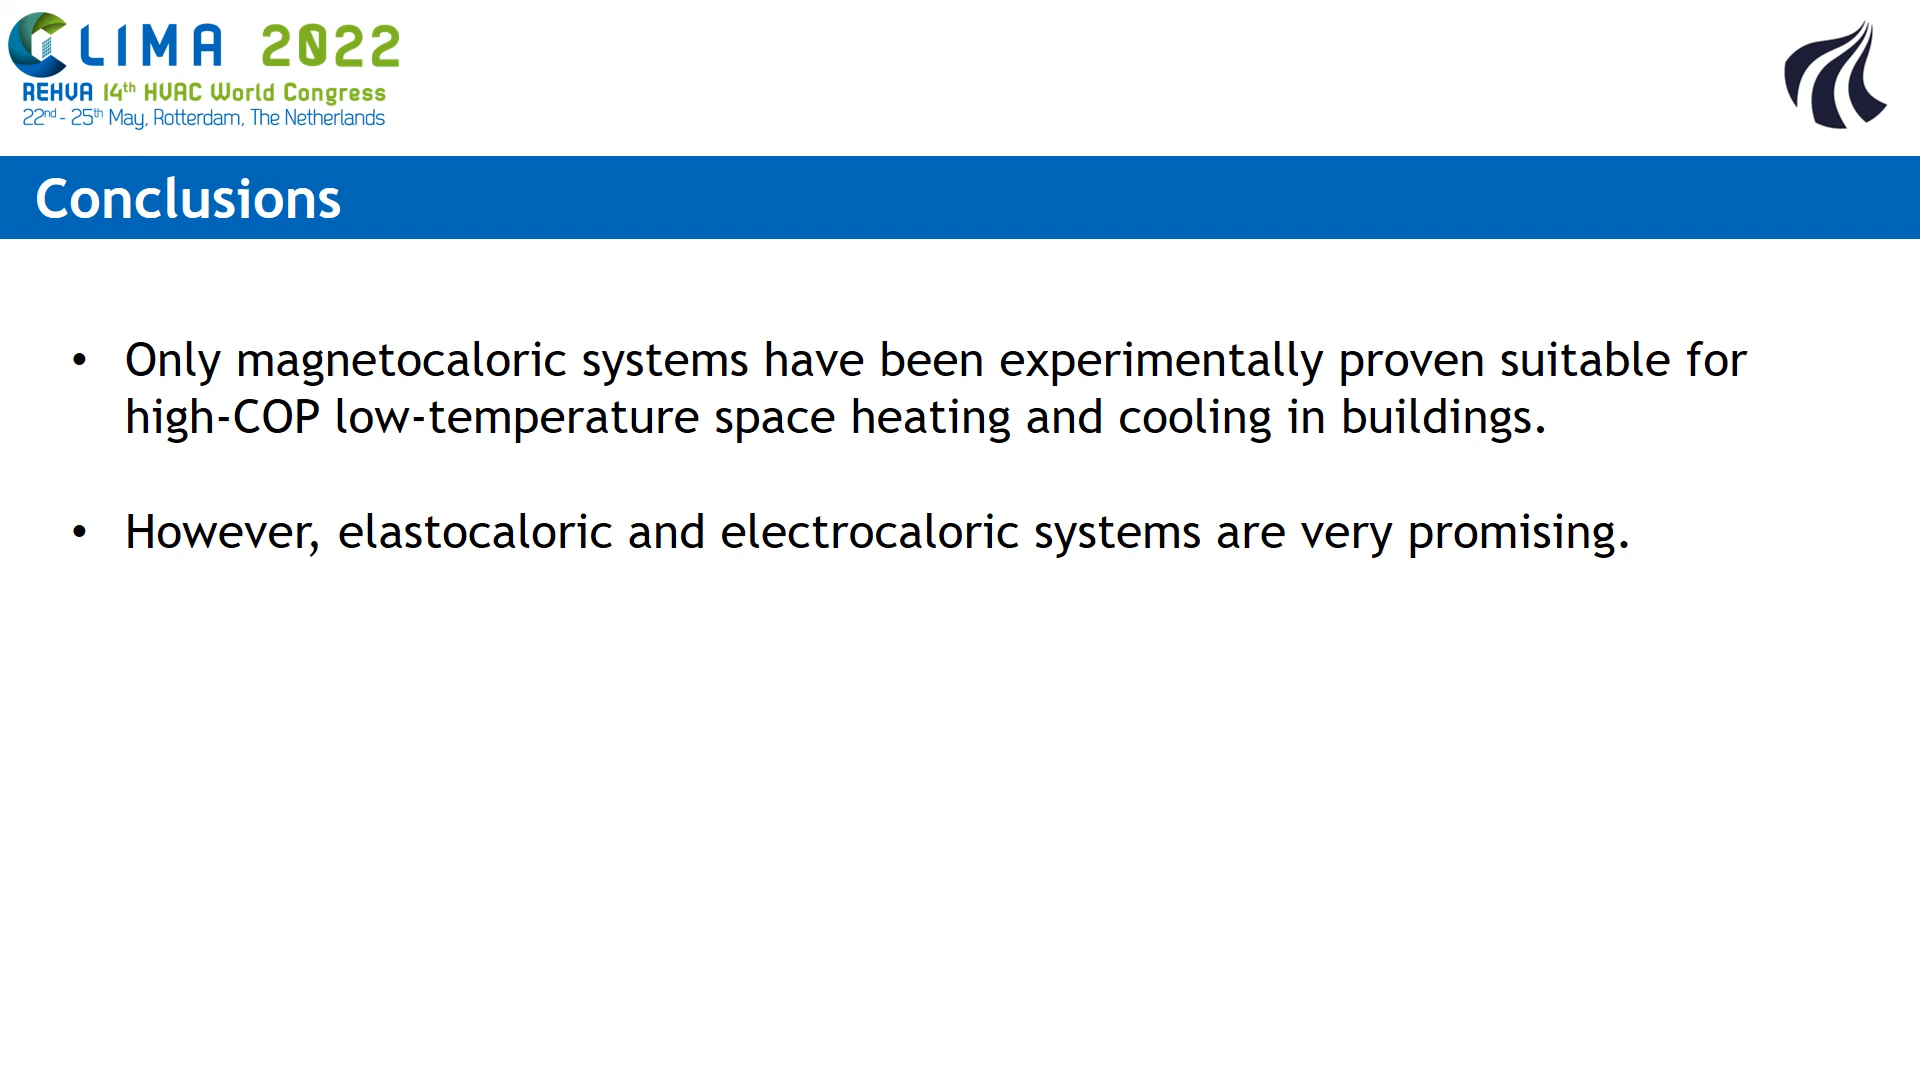 CLIMA 2022
REHVA 14th HVAC World Congress
22nd - 25th May, Rotterdam, The Netherlands
Conclusions
• Only magnetocaloric systems have been experimentally proven suitable for
high-COP low-temperature space heating and cooling in buildings.
• However, elastocaloric and electrocaloric systems are very promising.